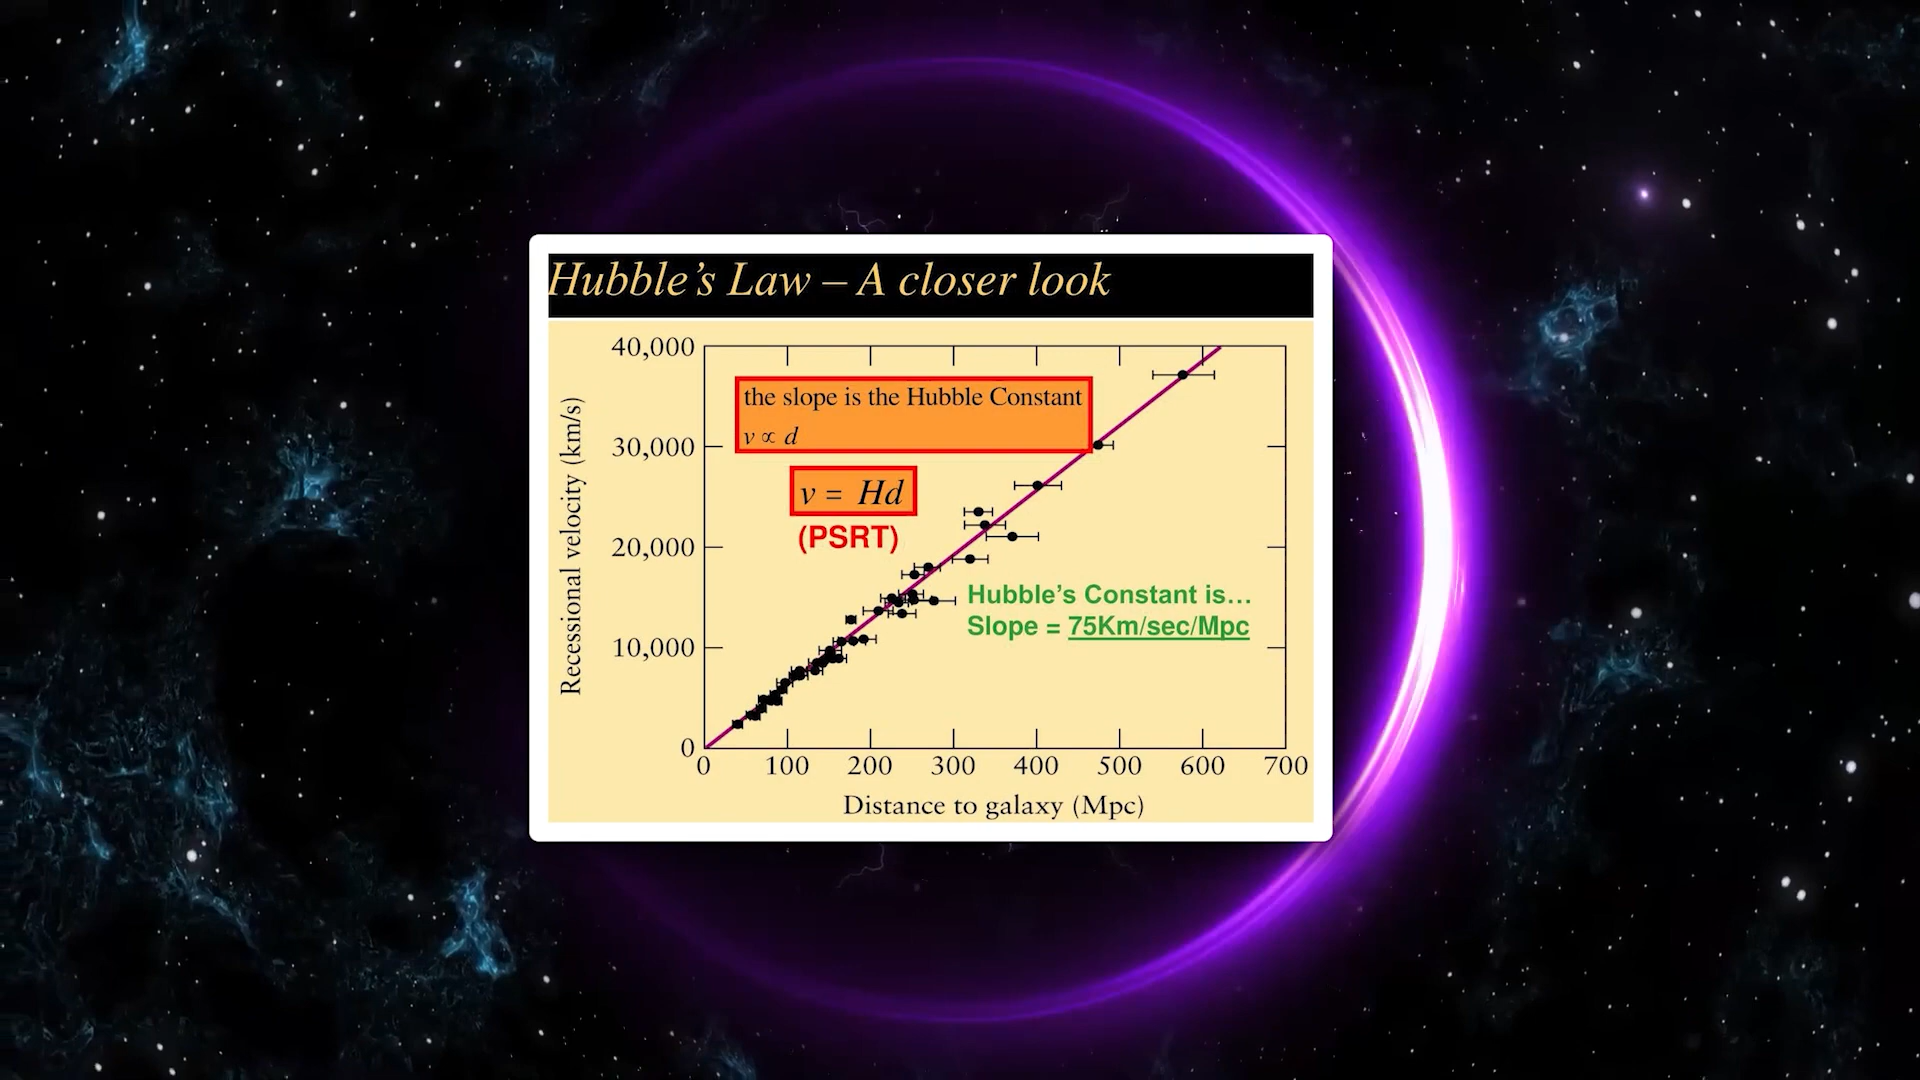 Hubble’s Law – A closer look
40,000
30,000
20,000
10,000
0
Recessional velocity (km/s)
the slope is the Hubble Constant
v ∝ d
v = Hd
(PSRT)
Hubble’s Constant is…
Slope = 75Km/sec/Mpc
0 100 200 300 400 500 600 700
Distance to galaxy (Mpc)